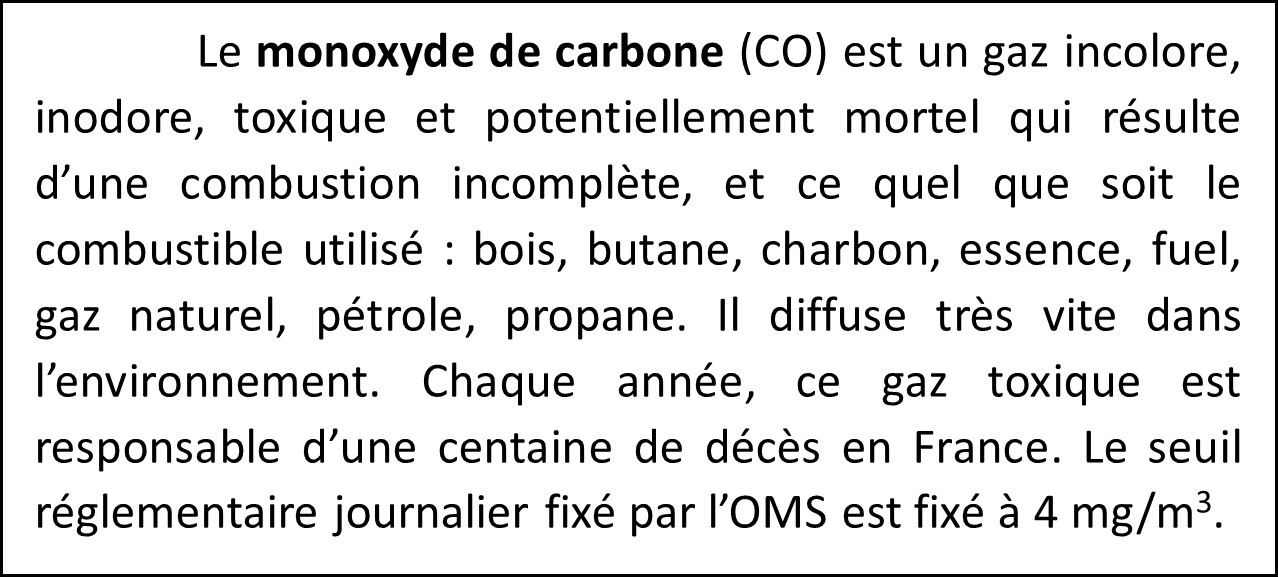 Le monoxyde de carbone (CO) est un gaz incolore,
inodore, toxique et potentiellement mortel qui résulte
d’une combustion incomplète, et ce quel que soit le
combustible utilisé : bois, butane, charbon, essence, fuel,
gaz naturel, pétrole, propane. Il diffuse très vite dans
l’environnement. Chaque année, ce gaz toxique est
responsable d’une centaine de décès en France. Le seuil
réglementaire journalier fixé par l’OMS est fixé à 4 mg/m³.